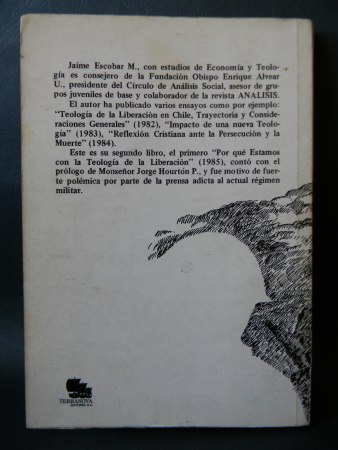 Jaime Escobar M., con estudios de Economía y Teolo-
gía es consejero de la Fundación Obispo Enrique Alvear
U., presidente del Círculo de Análisis Social, asesor de gru-
pos juveniles de base y colaborador de la revista ANALISIS.
El autor ha publicado varios ensayos como por ejemplo:
"Teología de la Liberación en Chile, Trayectoria y Conside-
raciones Generales" (1982), "Impacto de una nueva Teolo-
gía" (1983), "Reflexión Cristiana ante la Persecución y la
Muerte" (1984).
Este es su segundo libro, el primero "Por qué Estamos
con la Teología de la Liberación" (1985), contó con el
prólogo de Monseñor Jorge Hourtón P., y fue motivo de fuer-
te polémica por parte de la prensa adicta al actual régimen
militar.
TERRANOVA
EDITORES S.A.